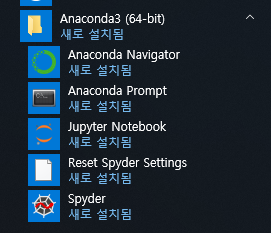 Anaconda3 (64-bit)
새로 설치됨
Anaconda Navigator
새로 설치됨
Anaconda Prompt
새로 설치됨
Jupyter Notebook
새로 설치됨
Reset Spyder Settings
새로 설치됨
Spyder
새로 설치됨